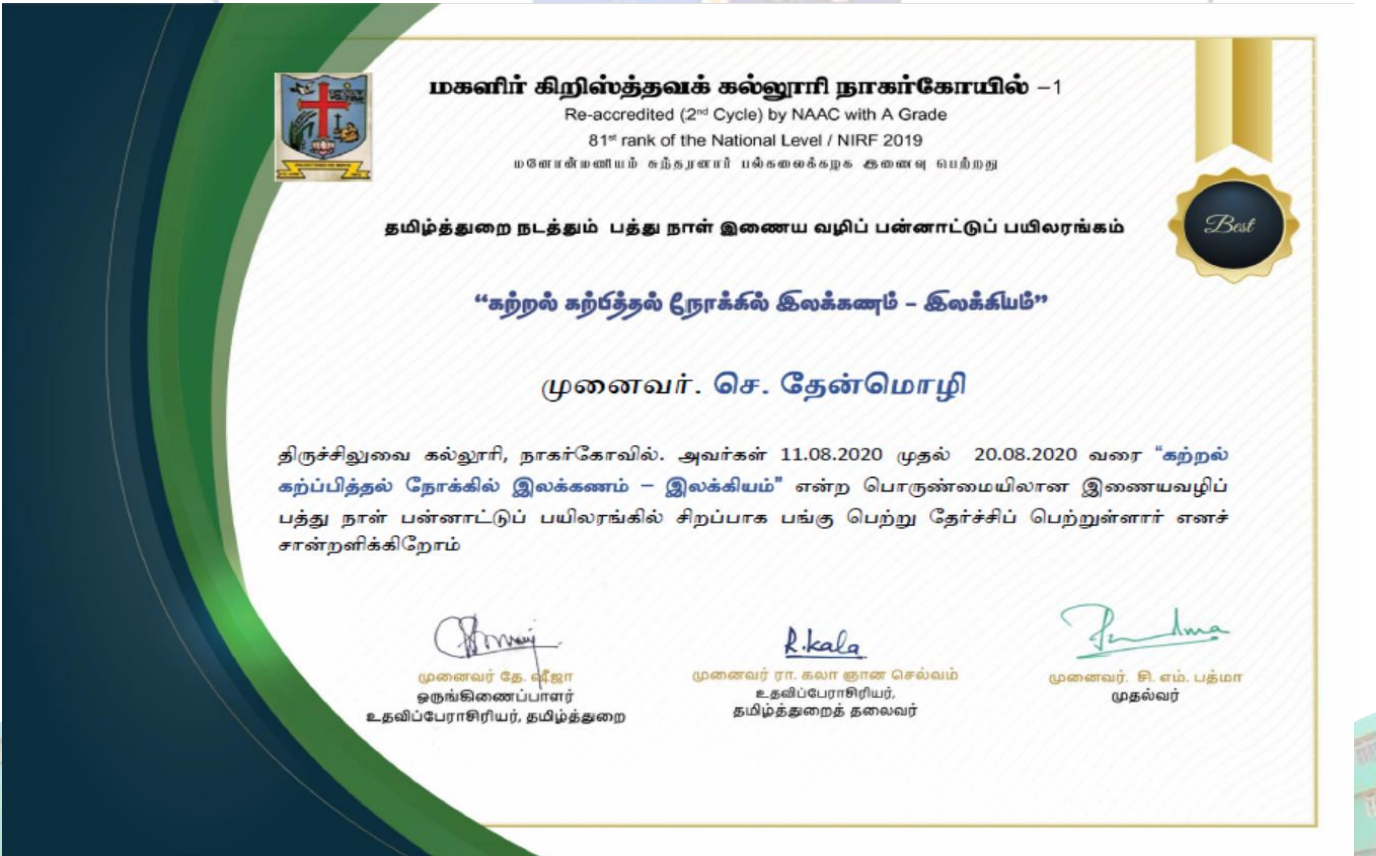 மகளிர் கிறிஸ்த்தவக் கல்லூரி நாகர்கோயில் –1
Re-accredited (2nd Cycle) by NAAC with A Grade
81st rank of the National Level / NIRF 2019
மனோன்மணியம் சுந்தரனார் பல்கலைக்கழக இணைவு பெற்றது
தமிழ்த்துறை நடத்தும் பத்து நாள் இணைய வழிப் பன்னாட்டுப் பயிலரங்கம்
Best
“கற்றல் கற்பித்தல் நோக்கில் இலக்கணம் – இலக்கியம்”
முனைவர். செ. தேன்மொழி
திருச்சிலுவை கல்லூரி, நாகர்கோவில். அவர்கள் 11.08.2020 முதல் 20.08.2020 வரை “கற்றல்
கற்ப்பித்தல் நோக்கில் இலக்கணம் – இலக்கியம்” என்ற பொருண்மையிலான இணையவழிப்
பத்து நாள் பன்னாட்டுப் பயிலரங்கில் சிறப்பாக பங்கு பெற்று தேர்ச்சிப் பெற்றுள்ளார் எனச்
சான்றளிக்கிறோம்
R.kala
முனைவர் தே. ஷீஜா
ஒருங்கிணைப்பாளர்
உதவிப்பேராசிரியர், தமிழ்த்துறை
முனைவர் ரா. கலா ஞான செல்வம்
உதவிப்பேராசிரியர்,
தமிழ்த்துறைத் தலைவர்
முனைவர். சி. எம். பத்மா
முதல்வர்